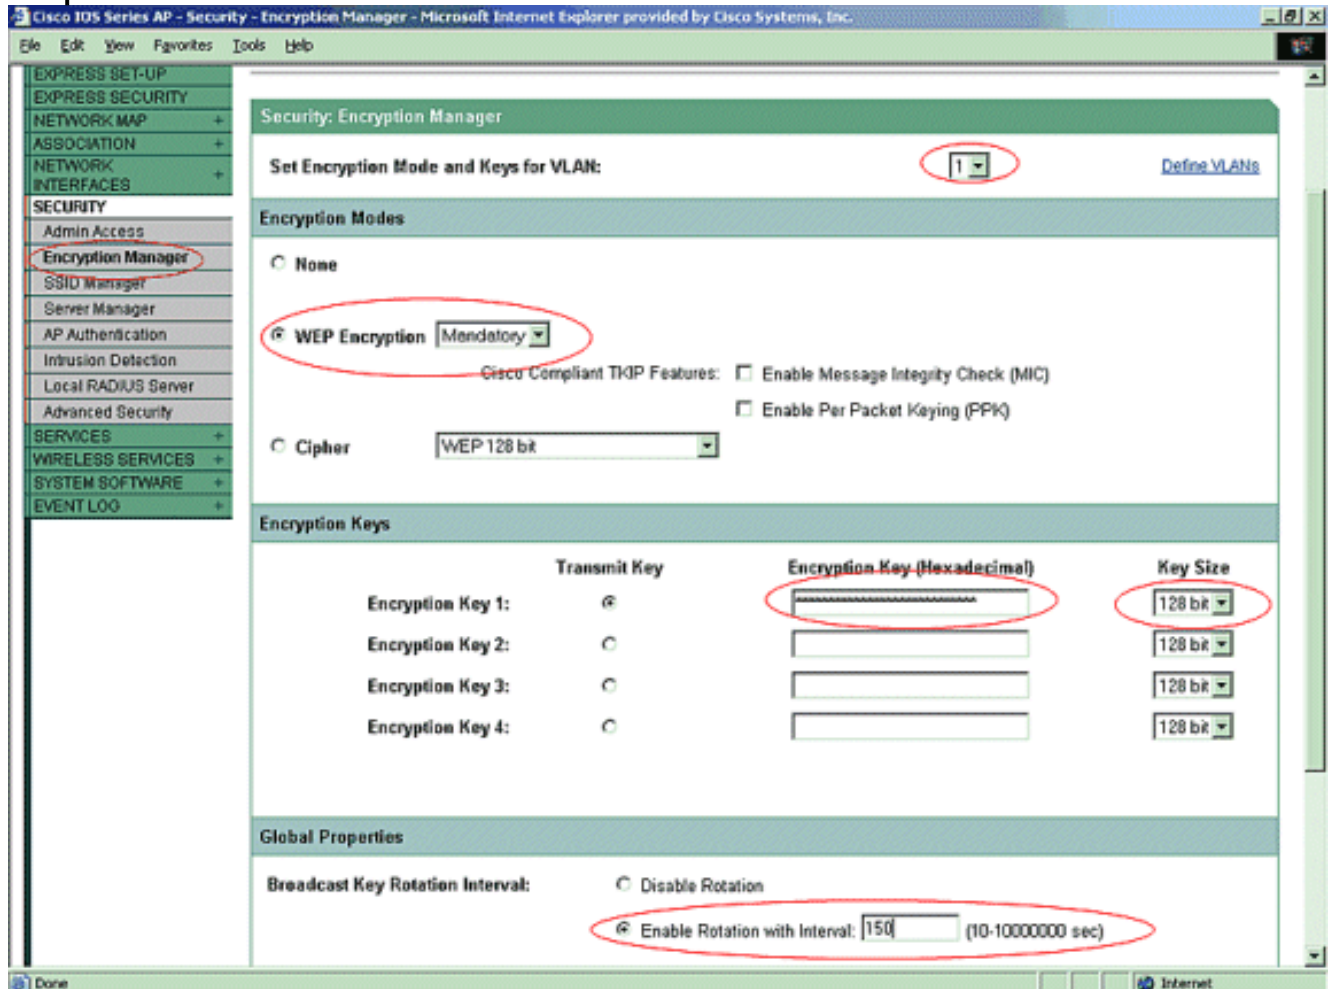 Cisco IOS Series AP - Security - Encryption Manager - Microsoft Internet Explorer provided by Cisco Systems, Inc.
File Edit View Favorites Tools Help
EXPRESS SET-UP
EXPRESS SECURITY
NETWORK MAP +
ASSOCIATION +
NETWORK INTERFACES +
SECURITY
Admin Access
Encryption Manager
SSID Manager
Server Manager
AP Authentication
Intrusion Detection
Local RADIUS Server
Advanced Security
SERVICES +
WIRELESS SERVICES +
SYSTEM SOFTWARE +
EVENT LOG +
Security: Encryption Manager
Set Encryption Mode and Keys for VLAN: 1 Define VLANs
Encryption Modes
None
WEP Encryption Mandatory
Cisco Compliant TKIP Features: Enable Message Integrity Check (MIC)
Enable Per Packet Keying (PPK)
Cipher WEP 128 bit
Encryption Keys
Transmit Key Encryption Key (Hexadecimal) Key Size
Encryption Key 1: 128 bit
Encryption Key 2: 128 bit
Encryption Key 3: 128 bit
Encryption Key 4: 128 bit
Global Properties
Broadcast Key Rotation Interval: Disable Rotation
Enable Rotation with Interval: 150 (10-10000000 sec)
Done Internet